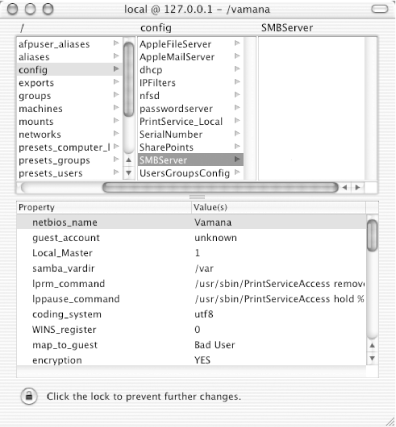 local @ 127.0.0.1 - /vamana
/ config SMBServer
afpuser_aliases AppleFileServer
aliases AppleMailServer
config dhcp
exports IPFilters
groups nfsd
machines passwordserver
mounts PrintService_Local
networks SerialNumber
presets_computer_l SharePoints
presets_groups SMBServer
presets_users UsersGroupsConfig
Property Value(s)
netbios_name Vamana
guest_account unknown
Local_Master 1
samba_vardir /var
lprm_command /usr/sbin/PrintServiceAccess remov
lppause_command /usr/sbin/PrintServiceAccess hold %
coding_system utf8
WINS_register 0
map_to_guest Bad User
encryption YES
Click the lock to prevent further changes.